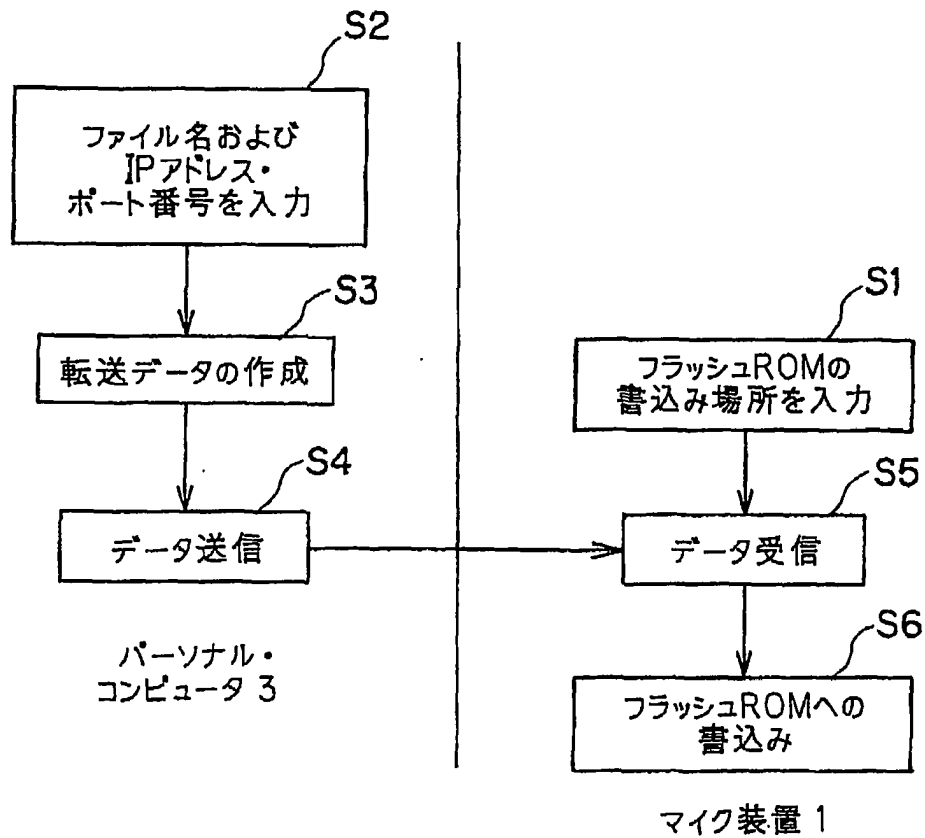 S2
ファイル名および
IPアドレス・
ポート番号を入力
S3
転送データの作成
S4
データ送信
パーソナル・
コンピュータ 3
S1
フラッシュROMの
書込み場所を入力
S5
データ受信
S6
フラッシュROMへの
書込み
マイク装置 1